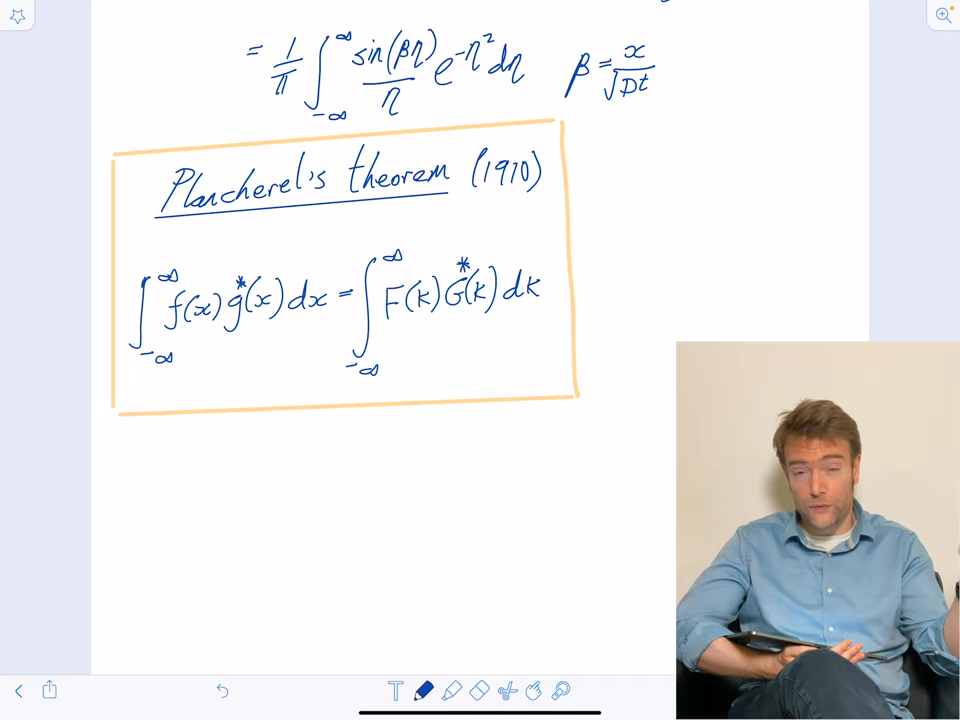 = 1/π ∫_{-∞}^{∞} sin(βη)/η e^{-η²} dη β = x/√Dt
Plancherel's theorem (1910)
∫_{-∞}^{∞} f(x) g*(x) dx = ∫_{-∞}^{∞} F(k) G*(k) dk
T